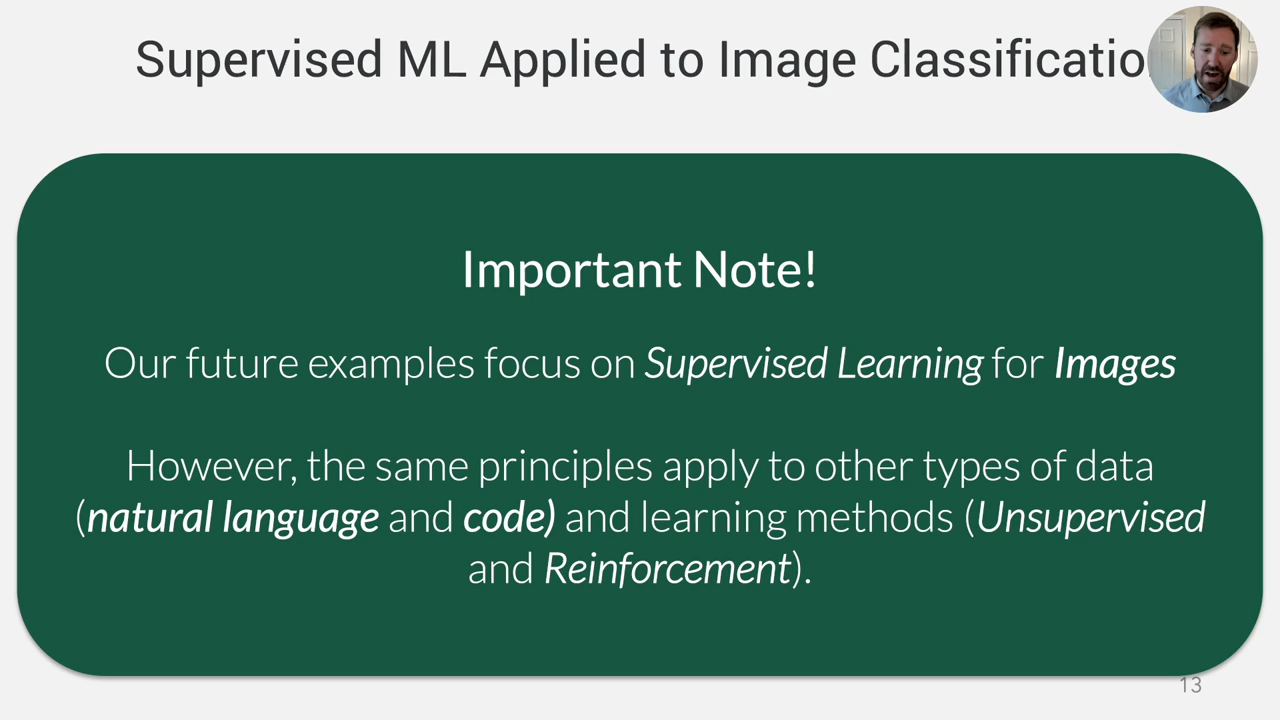 Supervised ML Applied to Image Classification
Important Note!
Our future examples focus on Supervised Learning for Images
However, the same principles apply to other types of data
(natural language and code) and learning methods (Unsupervised
and Reinforcement).
13